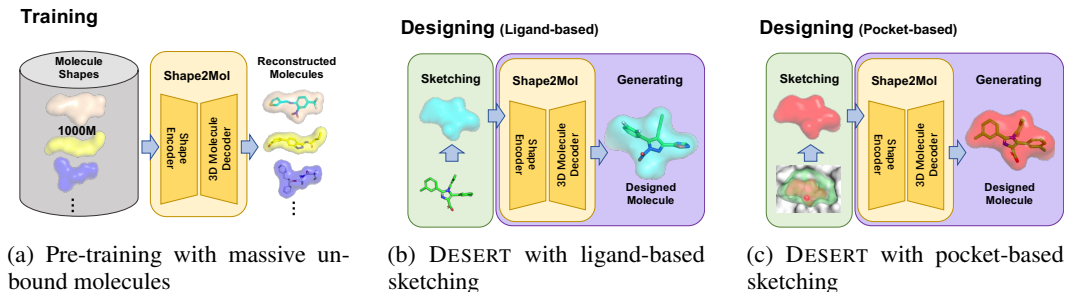 Training
Molecule
Shapes
1000M
⋮
Shape2Mol
Shape
Encoder
3D Molecule
Decoder
Reconstructed
Molecules
⋮
(a) Pre-training with massive un-
bound molecules
Designing (Ligand-based)
Sketching
Shape2Mol
Shape
Encoder
3D Molecule
Decoder
Generating
Designed
Molecule
(b) DESERT with ligand-based
sketching
Designing (Pocket-based)
Sketching
Shape2Mol
Shape
Encoder
3D Molecule
Decoder
Generating
Designed
Molecule
(c) DESERT with pocket-based
sketching